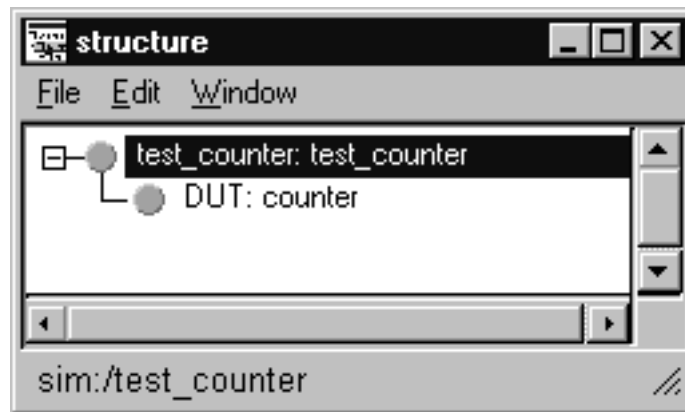 structure
File Edit Window
test_counter: test_counter
DUT: counter
sim:/test_counter